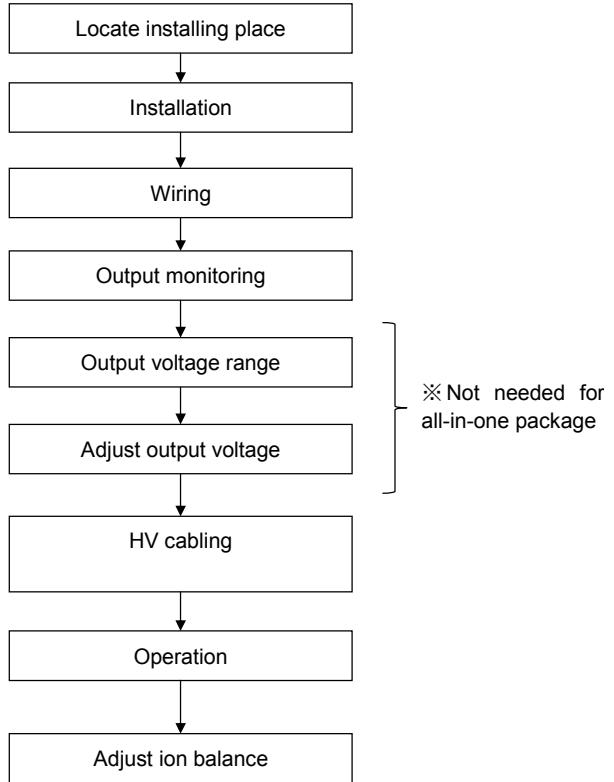 Locate installing place
Installation
Wiring
Output monitoring
Output voltage range
※Not needed for
all-in-one package
Adjust output voltage
HV cabling
Operation
Adjust ion balance